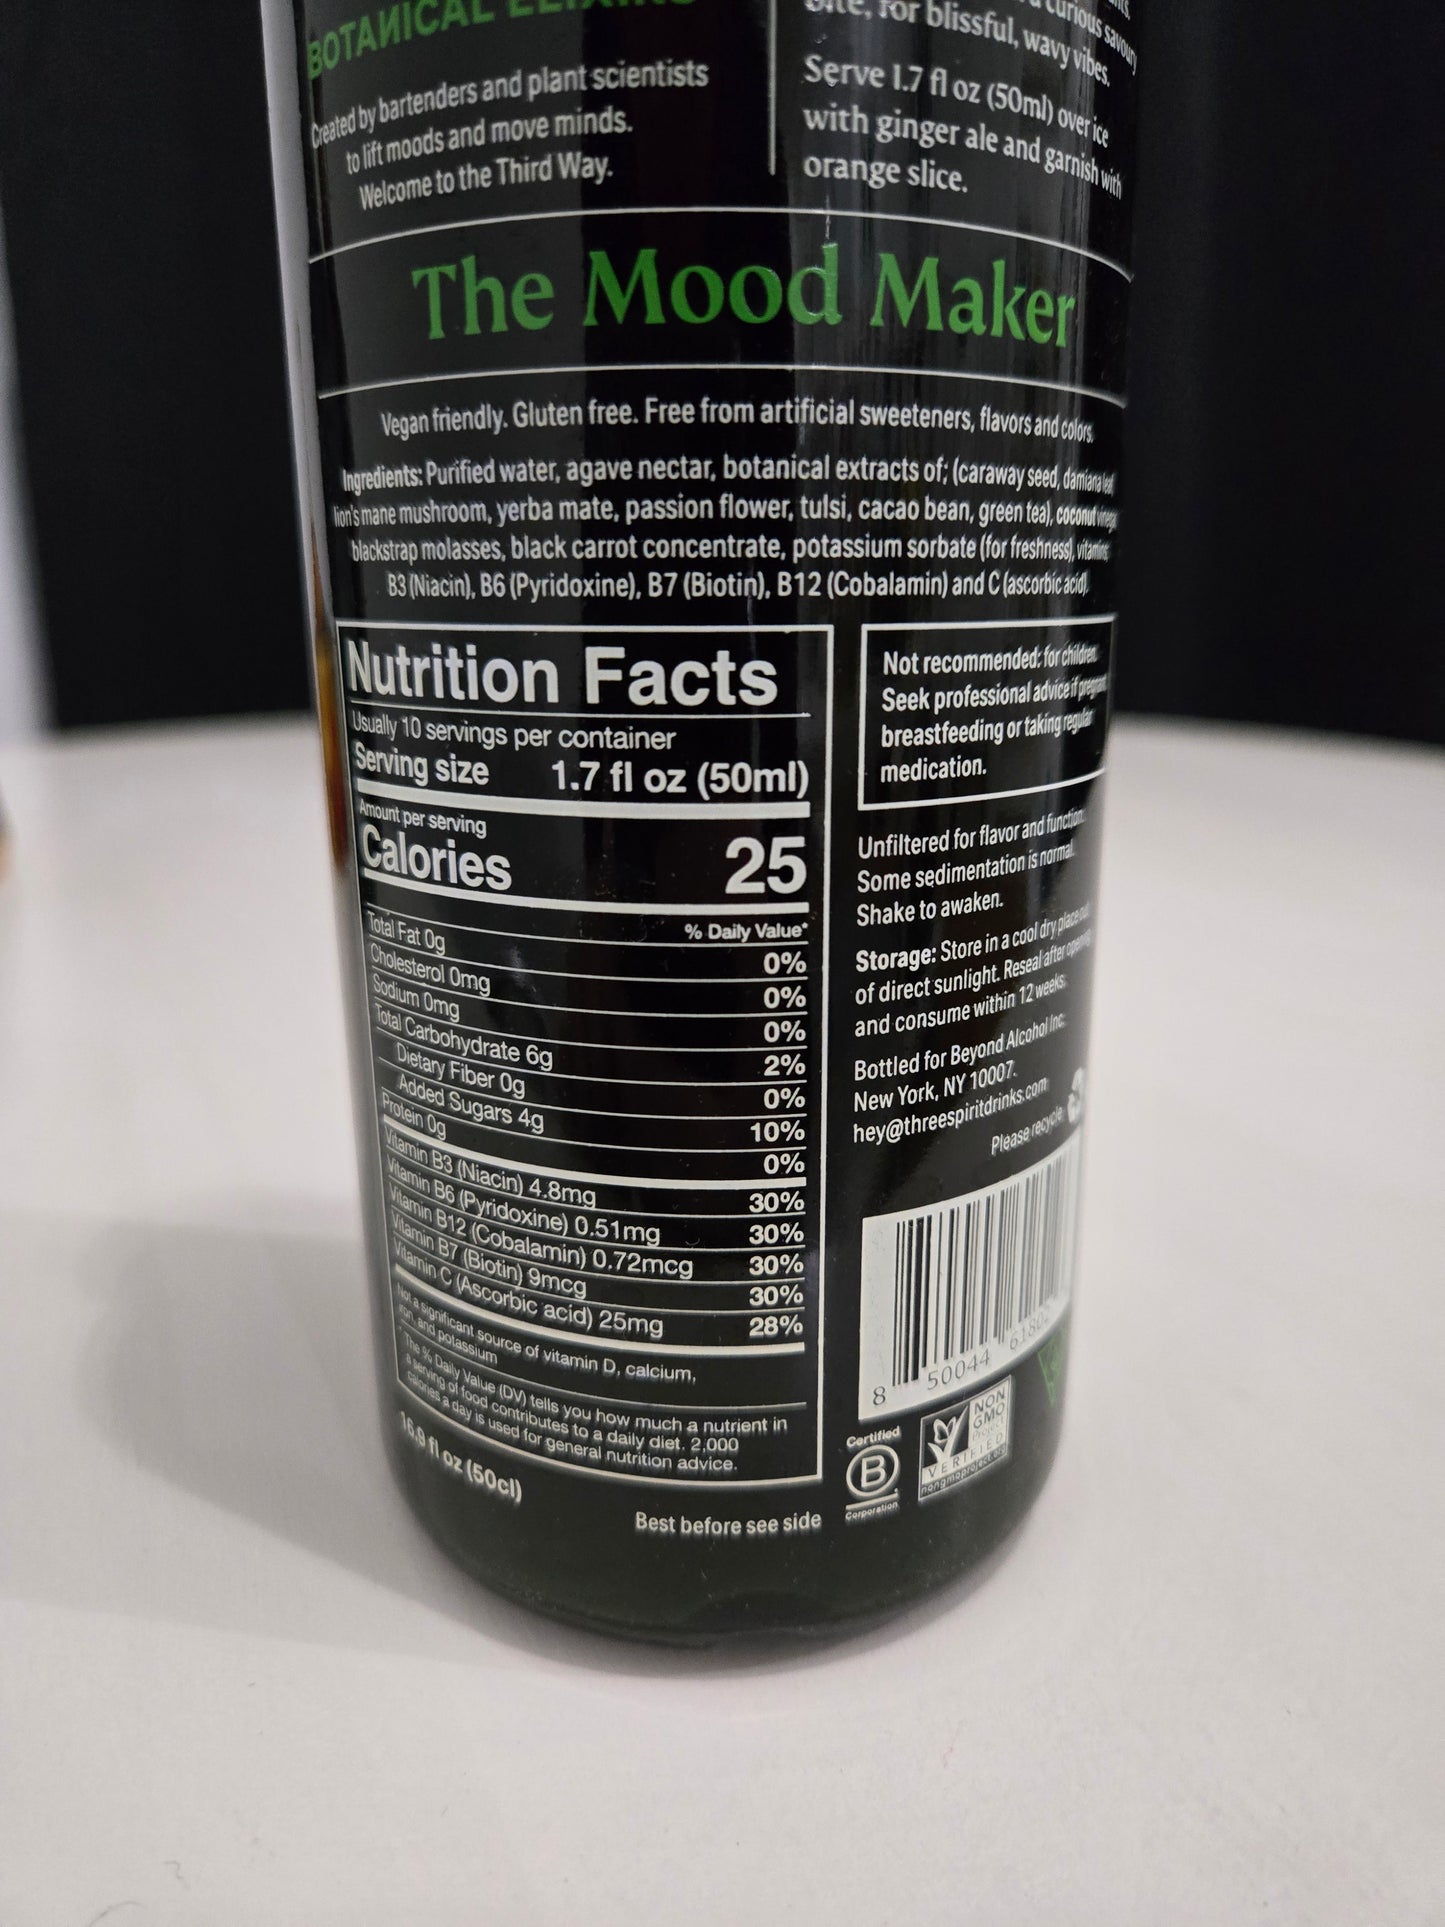 BOTANICAL
Created by bartenders and plant scientists
to lift moods and move minds.
Welcome to the Third Way.
curious savoury
bite, for blissful, wavy vibes.
Serve 1.7 fl oz (50ml) over ice
with ginger ale and garnish with
orange slice.
The Mood Maker
Vegan friendly. Gluten free. Free from artificial sweeteners, flavors and colors.
Ingredients: Purified water, agave nectar, botanical extracts of; (caraway seed, damiana leaf
lion's mane mushroom, yerba mate, passion flower, tulsi, cacao bean, green tea), coconut vinegar
blackstrap molasses, black carrot concentrate, potassium sorbate (for freshness), vitamins:
B3 (Niacin), B6 (Pyridoxine), B7 (Biotin), B12 (Cobalamin) and C (ascorbic acid).
Nutrition Facts
Usually 10 servings per container
Serving size 1.7 fl oz (50ml)
Amount per serving
Calories 25
% Daily Value*
Total Fat 0g 0%
Cholesterol 0mg 0%
Sodium 0mg 0%
Total Carbohydrate 6g 2%
Dietary Fiber 0g 0%
Added Sugars 4g 10%
Protein 0g 0%
Vitamin B3 (Niacin) 4.8mg 30%
Vitamin B6 (Pyridoxine) 0.51mg 30%
Vitamin B12 (Cobalamin) 0.72mcg 30%
Vitamin B7 (Biotin) 9mcg 30%
Vitamin C (Ascorbic acid) 25mg 28%
Not a significant source of vitamin D, calcium,
iron, and potassium
* The % Daily Value (DV) tells you how much a nutrient in
a serving of food contributes to a daily diet. 2,000
calories a day is used for general nutrition advice.
16.9 fl oz (50cl)
Best before see side
Not recommended: for children.
Seek professional advice if pregnant
breastfeeding or taking regular
medication.
Unfiltered for flavor and function.
Some sedimentation is normal.
Shake to awaken.
Storage: Store in a cool dry place out
of direct sunlight. Reseal after opening
and consume within 12 weeks.
Bottled for Beyond Alcohol Inc.
New York, NY 10007.
hey@threespiritdrinks.com
Please recycle
8 50044 6180
Certified
B
Corporation
NON
GMO
Project
VERIFIED
nongmoproject.org